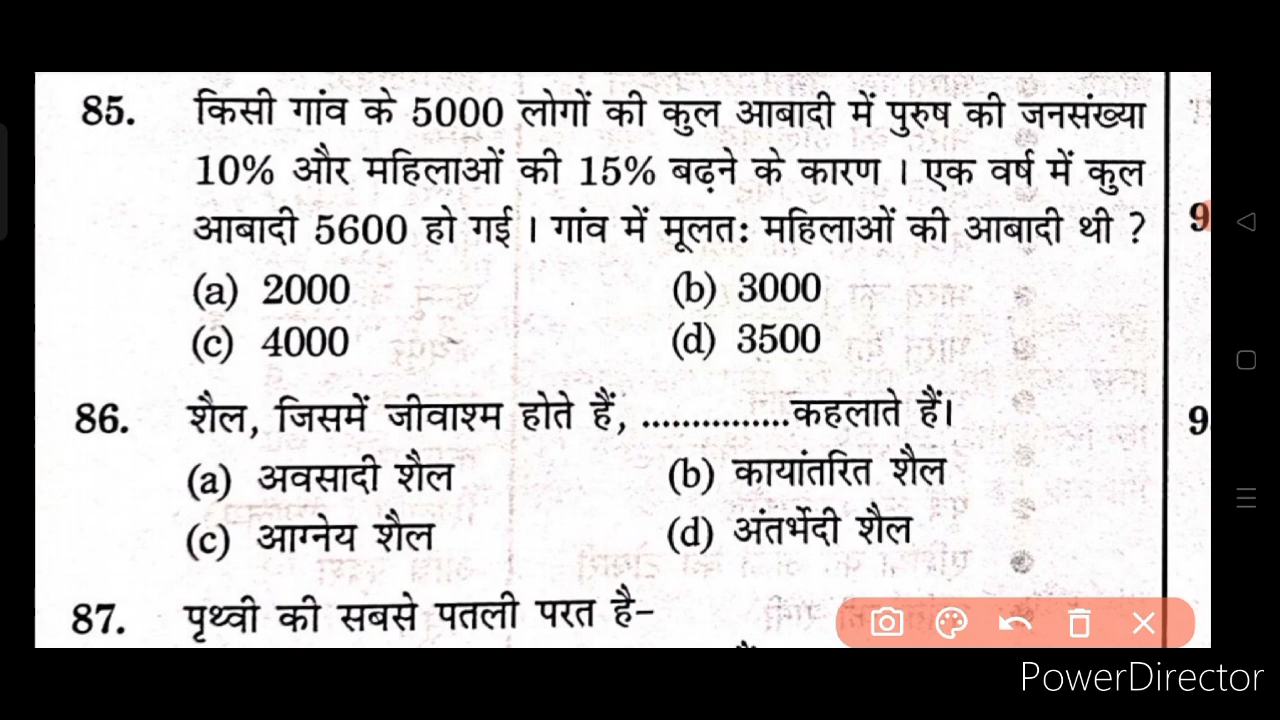 85. किसी गांव के 5000 लोगों की कुल आबादी में पुरुष की जनसंख्या
10% और महिलाओं की 15% बढ़ने के कारण । एक वर्ष में कुल
आबादी 5600 हो गई । गांव में मूलत: महिलाओं की आबादी थी ?
(a) 2000 (b) 3000
(c) 4000 (d) 3500
86. शैल, जिसमें जीवाश्म होते हैं, ...............कहलाते हैं।
(a) अवसादी शैल (b) कायांतरित शैल
(c) आग्नेय शैल (d) अंतर्भेदी शैल
87. पृथ्वी की सबसे पतली परत है-
9
9
PowerDirector